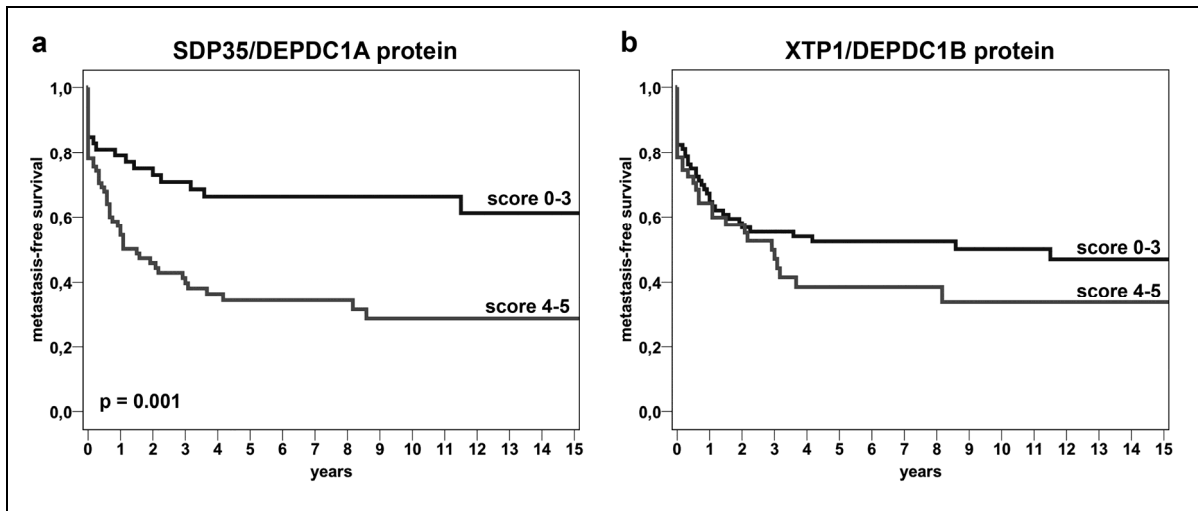 a
SDP35/DEPDC1A protein
metastasis-free survival
1,0
0,8
0,6
0,4
0,2
0,0
score 0-3
score 4-5
p = 0.001
0 1 2 3 4 5 6 7 8 9 10 11 12 13 14 15
years
b
XTP1/DEPDC1B protein
metastasis-free survival
1,0
0,8
0,6
0,4
0,2
0,0
score 0-3
score 4-5
0 1 2 3 4 5 6 7 8 9 10 11 12 13 14 15
years